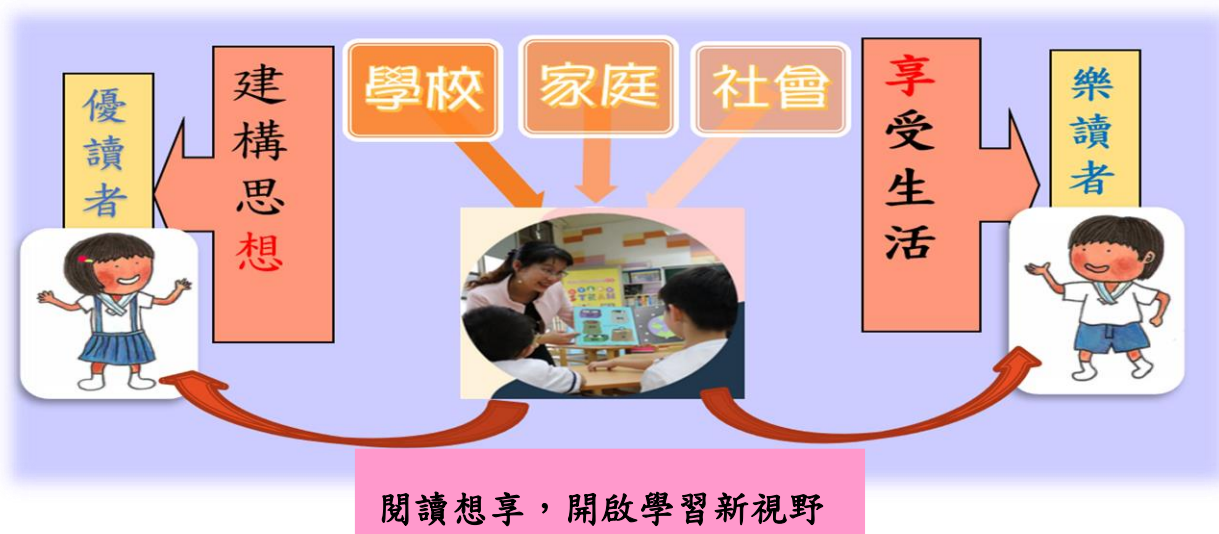 學校
家庭
社會
優讀者
建構思想
享受生活
樂讀者
閱讀想享，開啟學習新視野